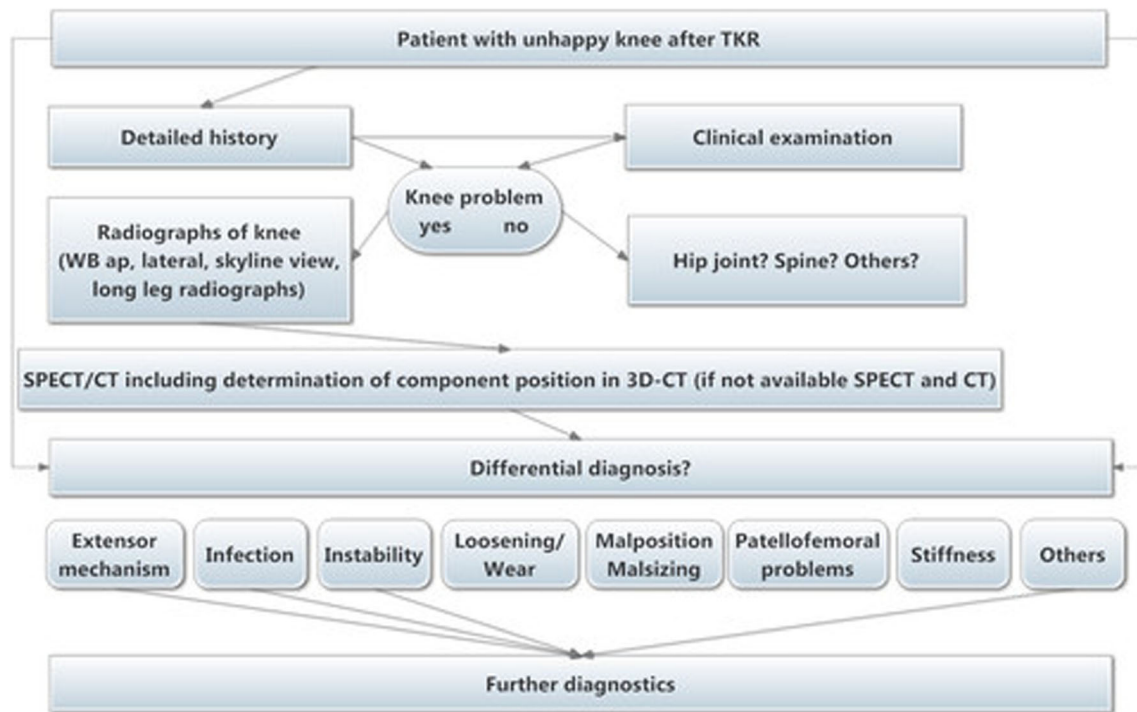 Patient with unhappy knee after TKR
Detailed history
Clinical examination
Knee problem
yes no
Radiographs of knee
(WB ap, lateral, skyline view,
long leg radiographs)
Hip joint? Spine? Others?
SPECT/CT including determination of component position in 3D-CT (if not available SPECT and CT)
Differential diagnosis?
Extensor
mechanism
Infection
Instability
Loosening/
Wear
Malposition
Malsizing
Patellofemoral
problems
Stiffness
Others
Further diagnostics